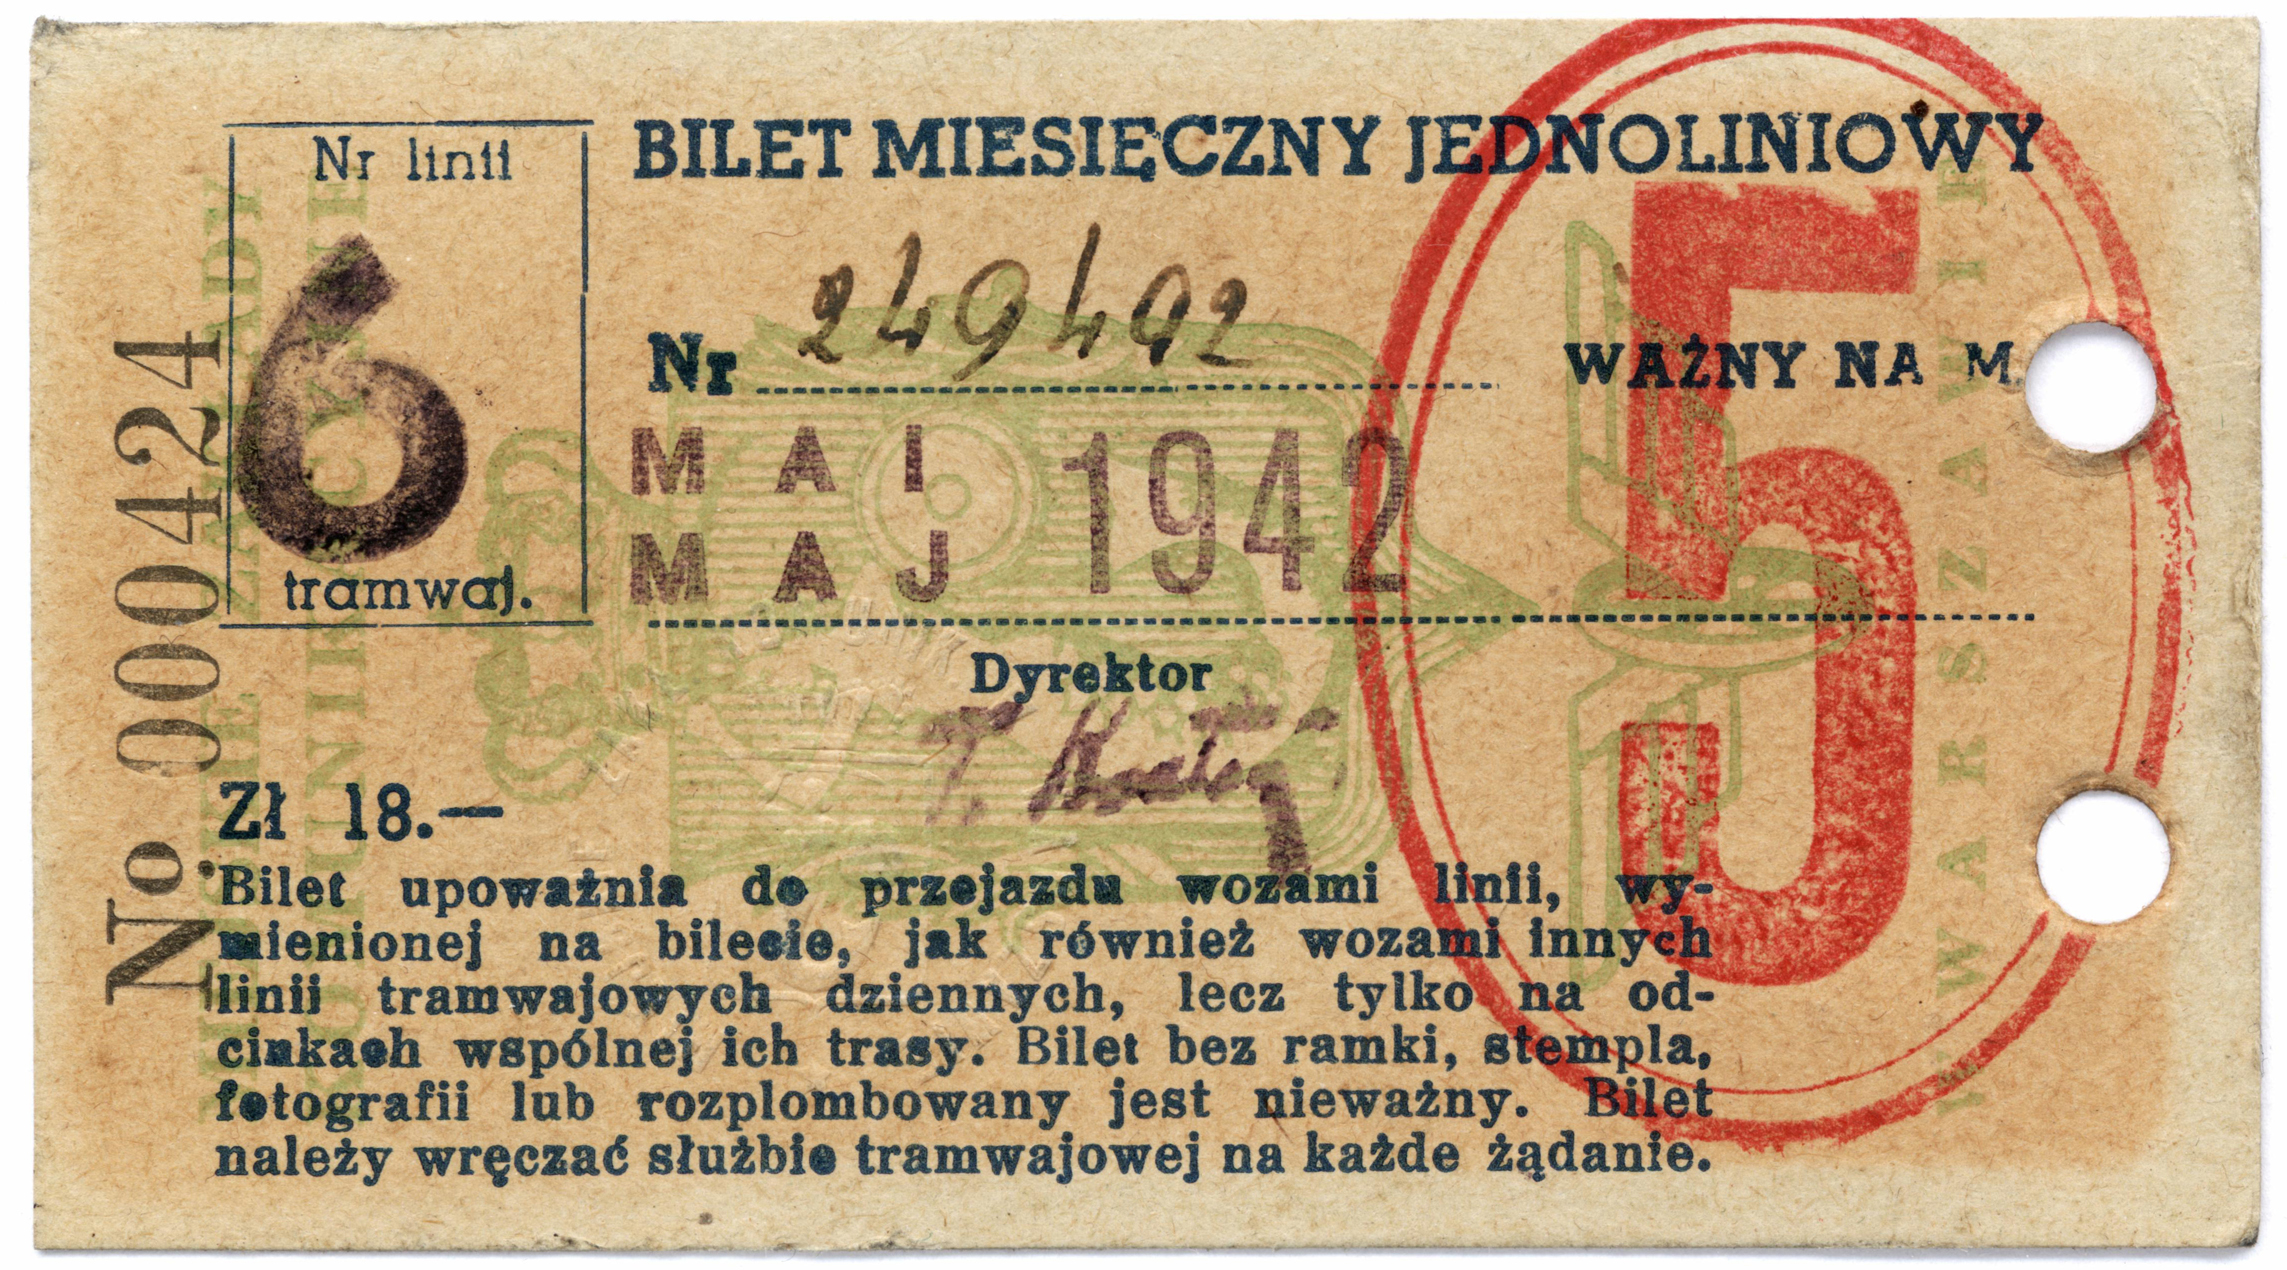 BILET MIESIĘCZNY JEDNOLINIOWY
Nr linii
6
tramwaj.
Nr 249492
WAŻNY NA M.
MAI
MAJ
1942
5
Dyrektor
No 000424
Zł 18.—
Bilet upoważnia do przejazdu wozami linii, wy-
mienionej na bilecie, jak również wozami innych
linii tramwajowych dziennych, lecz tylko na od-
cinkach wspólnej ich trasy. Bilet bez ramki, stempla,
fotografii lub rozplombowany jest nieważny. Bilet
należy wręczać służbie tramwajowej na każde żądanie.
WARSZAWIE